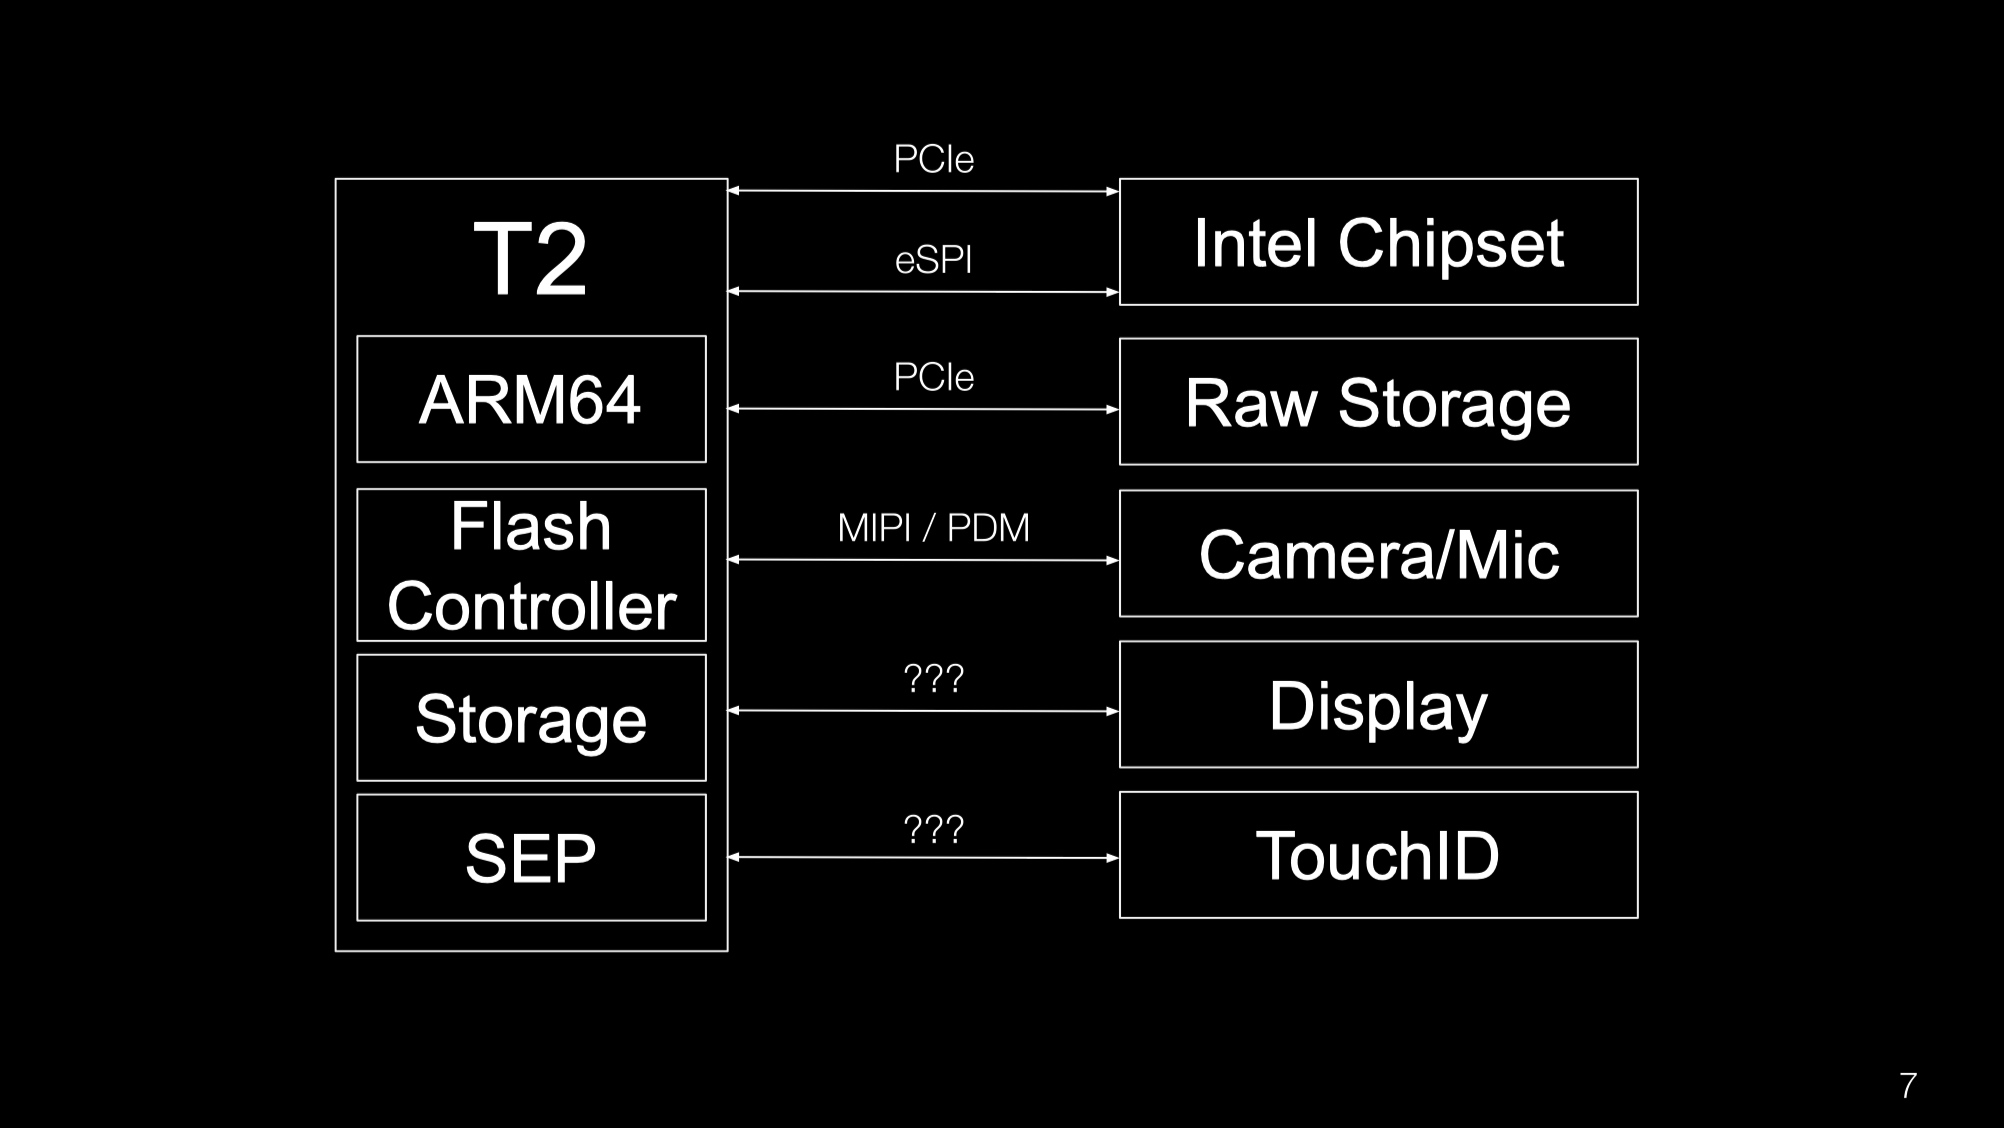 PCIe
T2
Intel Chipset
eSPI
ARM64
PCIe
Raw Storage
Flash
Controller
MIPI / PDM
Camera/Mic
Storage
???
Display
SEP
???
TouchID
7